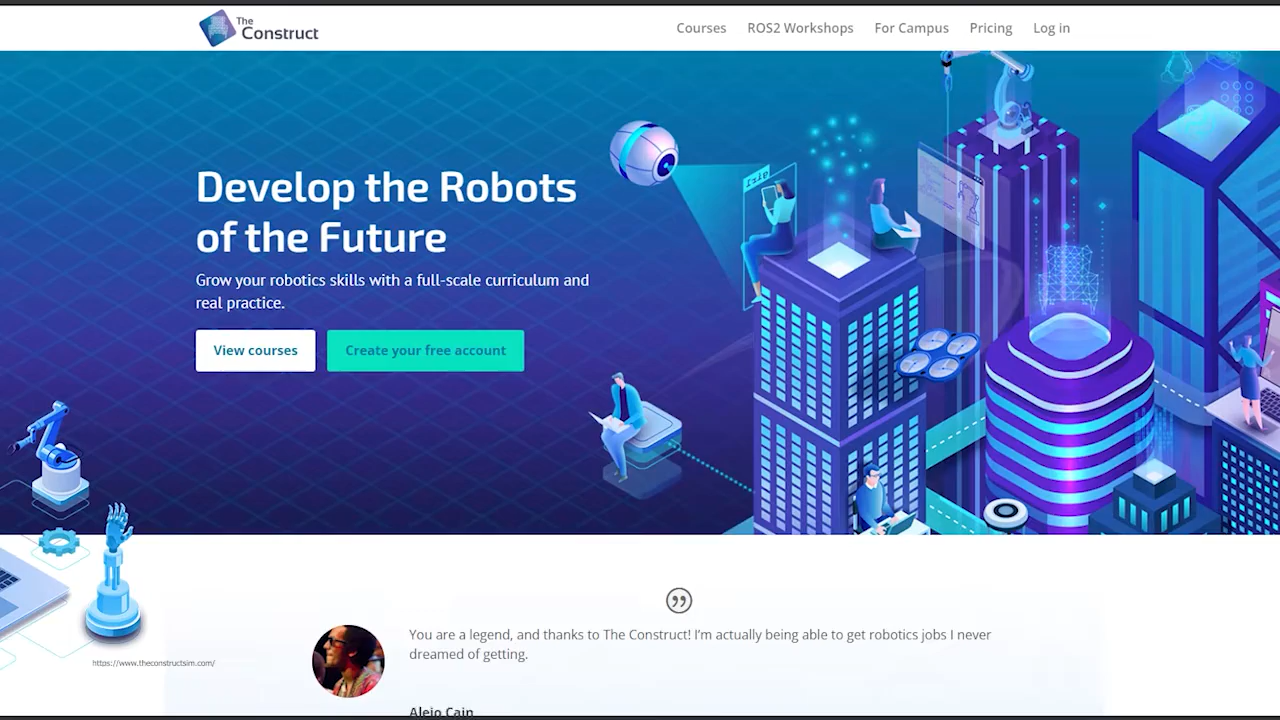 The
Construct
Courses
ROS2 Workshops
For Campus
Pricing
Log in
Develop the Robots
of the Future
Grow your robotics skills with a full-scale curriculum and
real practice.
View courses
Create your free account
You are a legend, and thanks to The Construct! I'm actually being able to get robotics jobs I never
dreamed of getting.
https://www.theconstructsim.com/
Alejo Cain